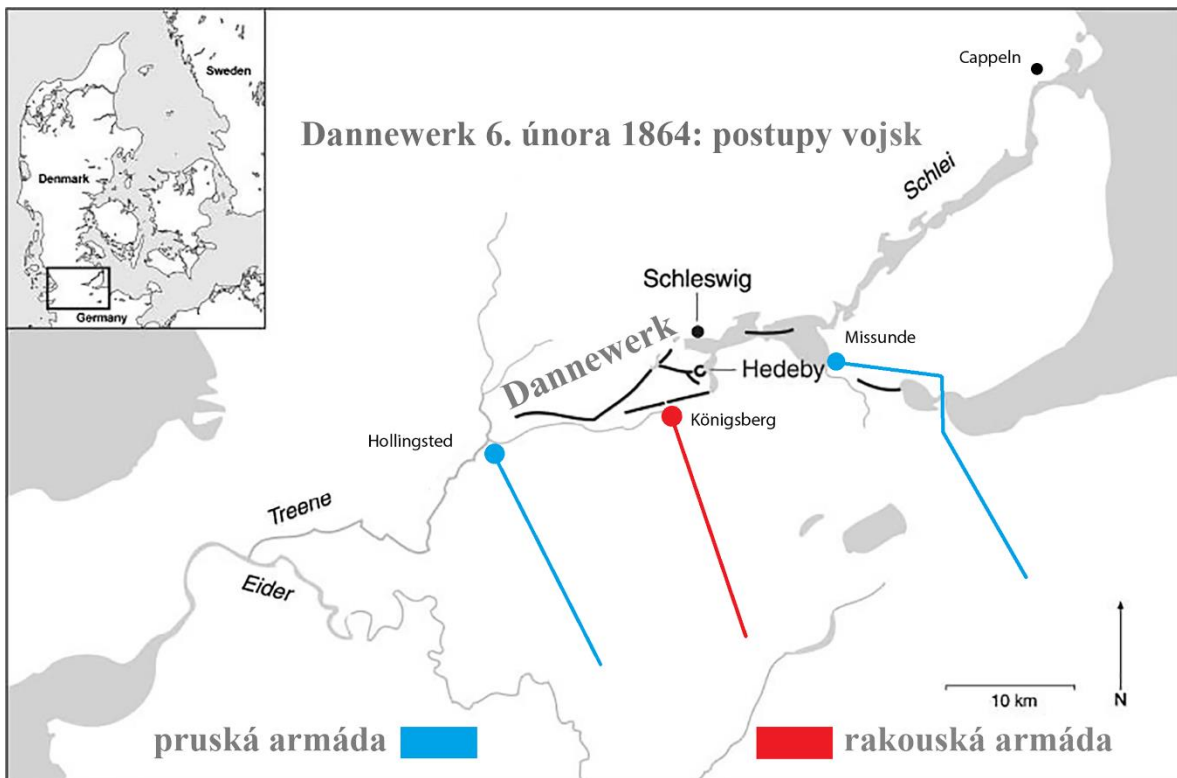 Sweden
Denmark
Germany
Cappeln
Dannewerk 6. února 1864: postupy vojsk
Schlei
Schleswig
Dannewerk
Missunde
Hedeby
Königsberg
Hollingsted
Treene
Eider
10 km
N
pruská armáda
rakouská armáda